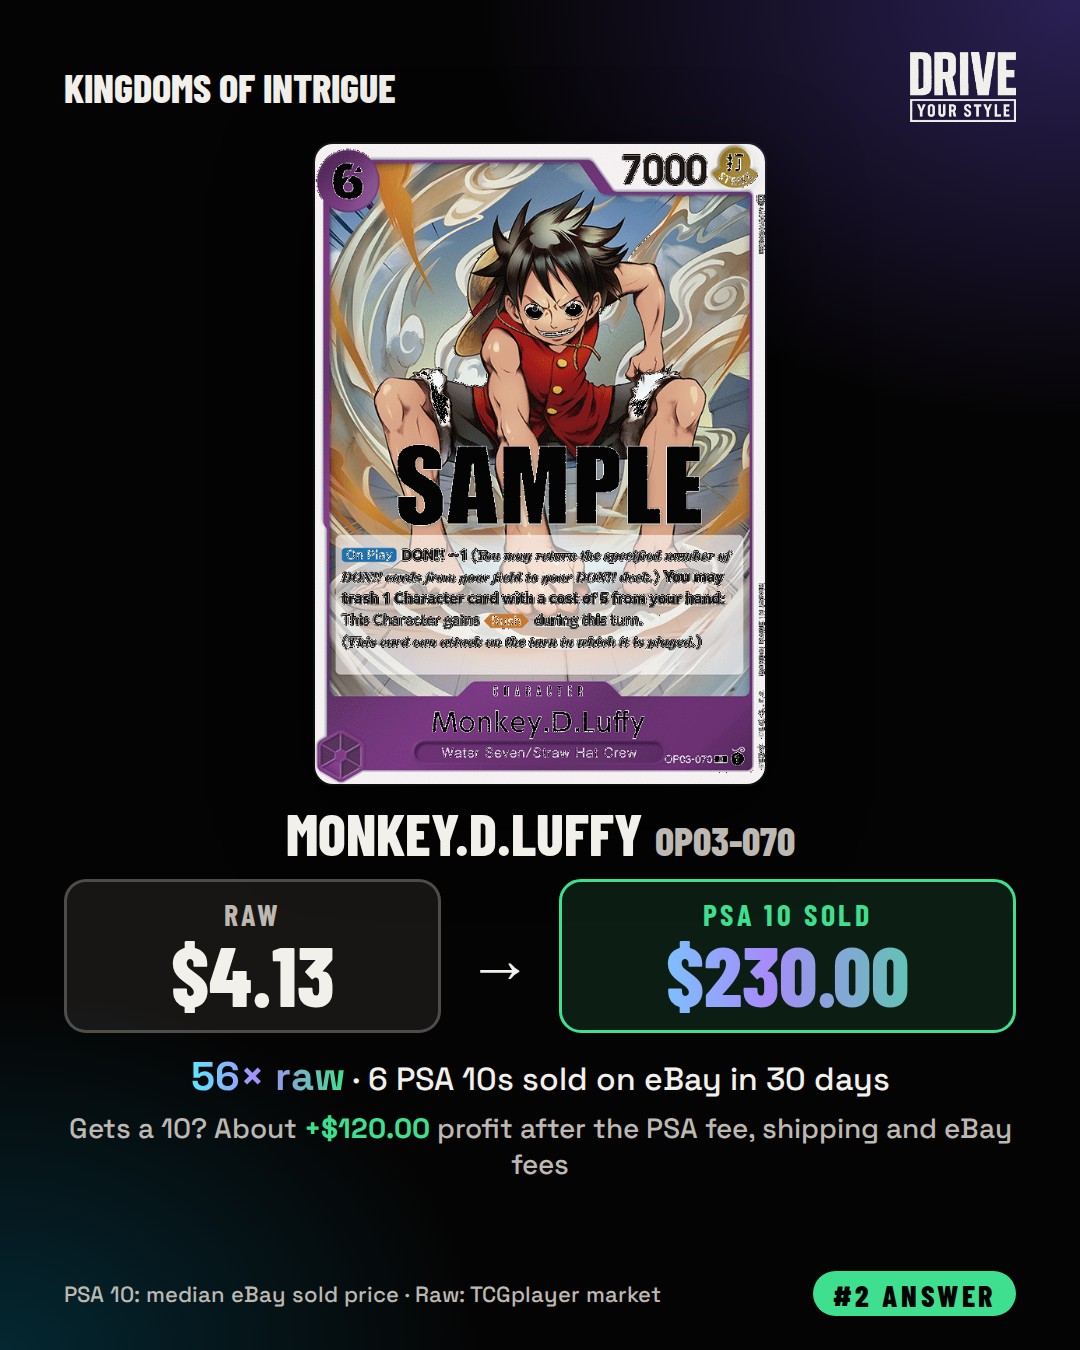 KINGDOMS OF INTRIGUE
DRIVE
YOUR STYLE
6
7000
SAMPLE
On Play DON!! −1 (You may return the specified number of
DON!! cards from your field to your DON!! deck.) You may
trash 1 Character card with a cost of 5 from your hand:
This Character gains Rush during this turn.
(This card can attack on the turn in which it is played.)
CHARACTER
Monkey.D.Luffy
Water Seven/Straw Hat Crew
OP03-070
MONKEY.D.LUFFY OP03-070
RAW
$4.13
→
PSA 10 SOLD
$230.00
56× raw · 6 PSA 10s sold on eBay in 30 days
Gets a 10? About +$120.00 profit after the PSA fee, shipping and eBay
fees
PSA 10: median eBay sold price · Raw: TCGplayer market
#2 ANSWER